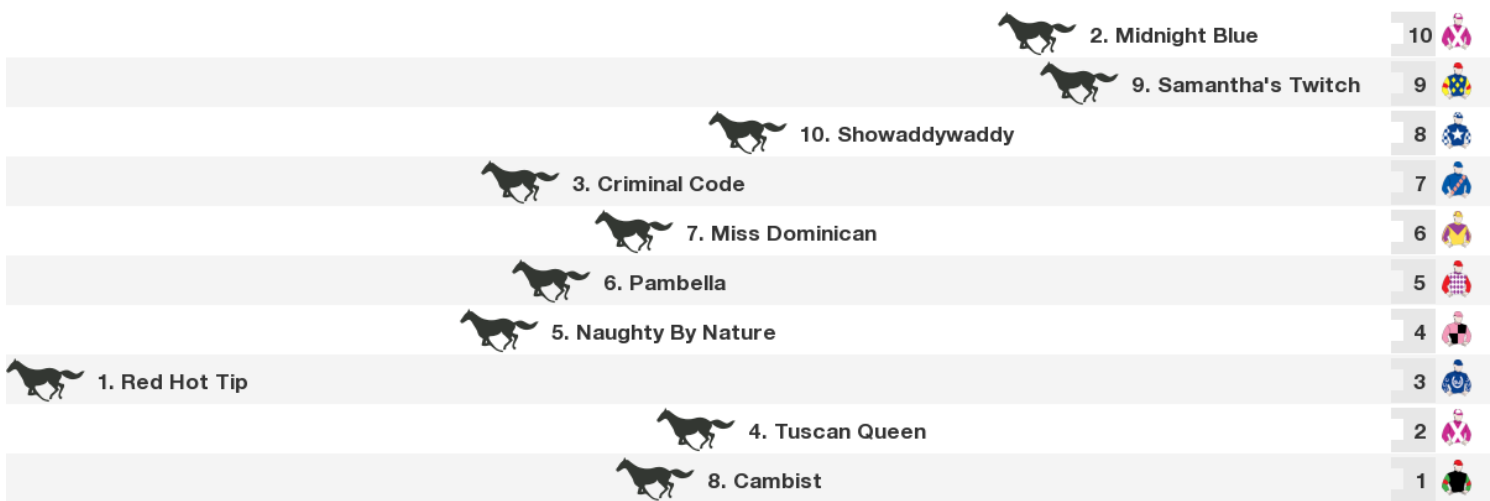 2. Midnight Blue 10
9. Samantha's Twitch 9
10. Showaddywaddy 8
3. Criminal Code 7
7. Miss Dominican 6
6. Pambella 5
5. Naughty By Nature 4
1. Red Hot Tip 3
4. Tuscan Queen 2
8. Cambist 1